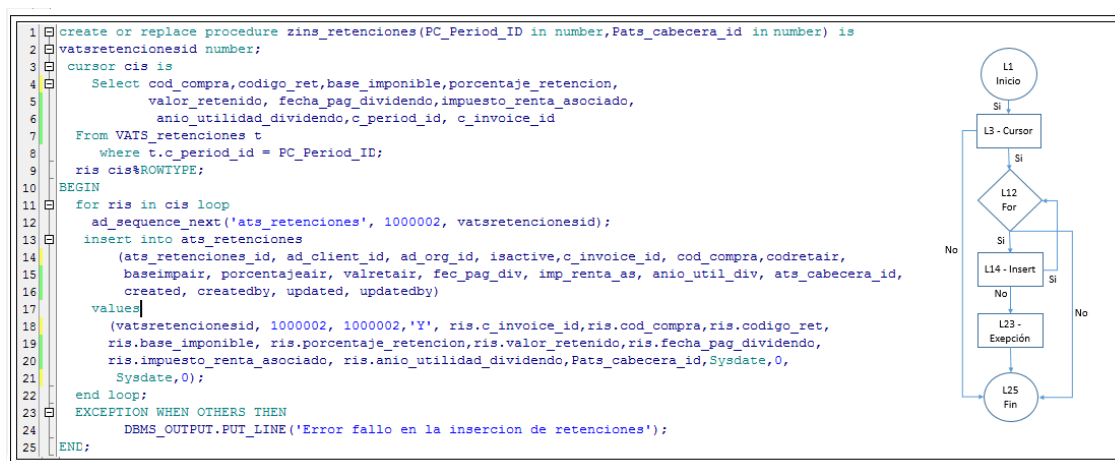 1 create or replace procedure zins_retenciones(PC_Period_ID in number,Pats_cabecera_id in number) is
2 vatsretencionesid number;
3 cursor cis is
4 Select cod_compra,codigo_ret,base_imponible,porcentaje_retencion,
5 valor_retenido, fecha_pag_dividendo,impuesto_renta_asociado,
6 anio_utilidad_dividendo,c_period_id, c_invoice_id
7 From VATS_retenciones t
8 where t.c_period_id = PC_Period_ID;
9 ris cis%ROWTYPE;
10 BEGIN
11 for ris in cis loop
12 ad_sequence_next('ats_retenciones', 1000002, vatsretencionesid);
13 insert into ats_retenciones
14 (ats_retenciones_id, ad_client_id, ad_org_id, isactive,c_invoice_id, cod_compra,codretair,
15 baseimpair, porcentajeair, valretair, fec_pag_div, imp_renta_as, anio_util_div, ats_cabecera_id,
16 created, createdby, updated, updatedby)
17 values
18 (vatsretencionesid, 1000002, 1000002,'Y', ris.c_invoice_id,ris.cod_compra,ris.codigo_ret,
19 ris.base_imponible, ris.porcentaje_retencion,ris.valor_retenido,ris.fecha_pag_dividendo,
20 ris.impuesto_renta_asociado, ris.anio_utilidad_dividendo,Pats_cabecera_id,Sysdate,0,
21 Sysdate,0);
22 end loop;
23 EXCEPTION WHEN OTHERS THEN
24 DBMS_OUTPUT.PUT_LINE('Error fallo en la insercion de retenciones');
25 END;
L1
Inicio
Si
L3 - Cursor
Si
L12
For
No
Si
L14 - Insert
Si
No
No
L23 -
Exepción
L25
Fin